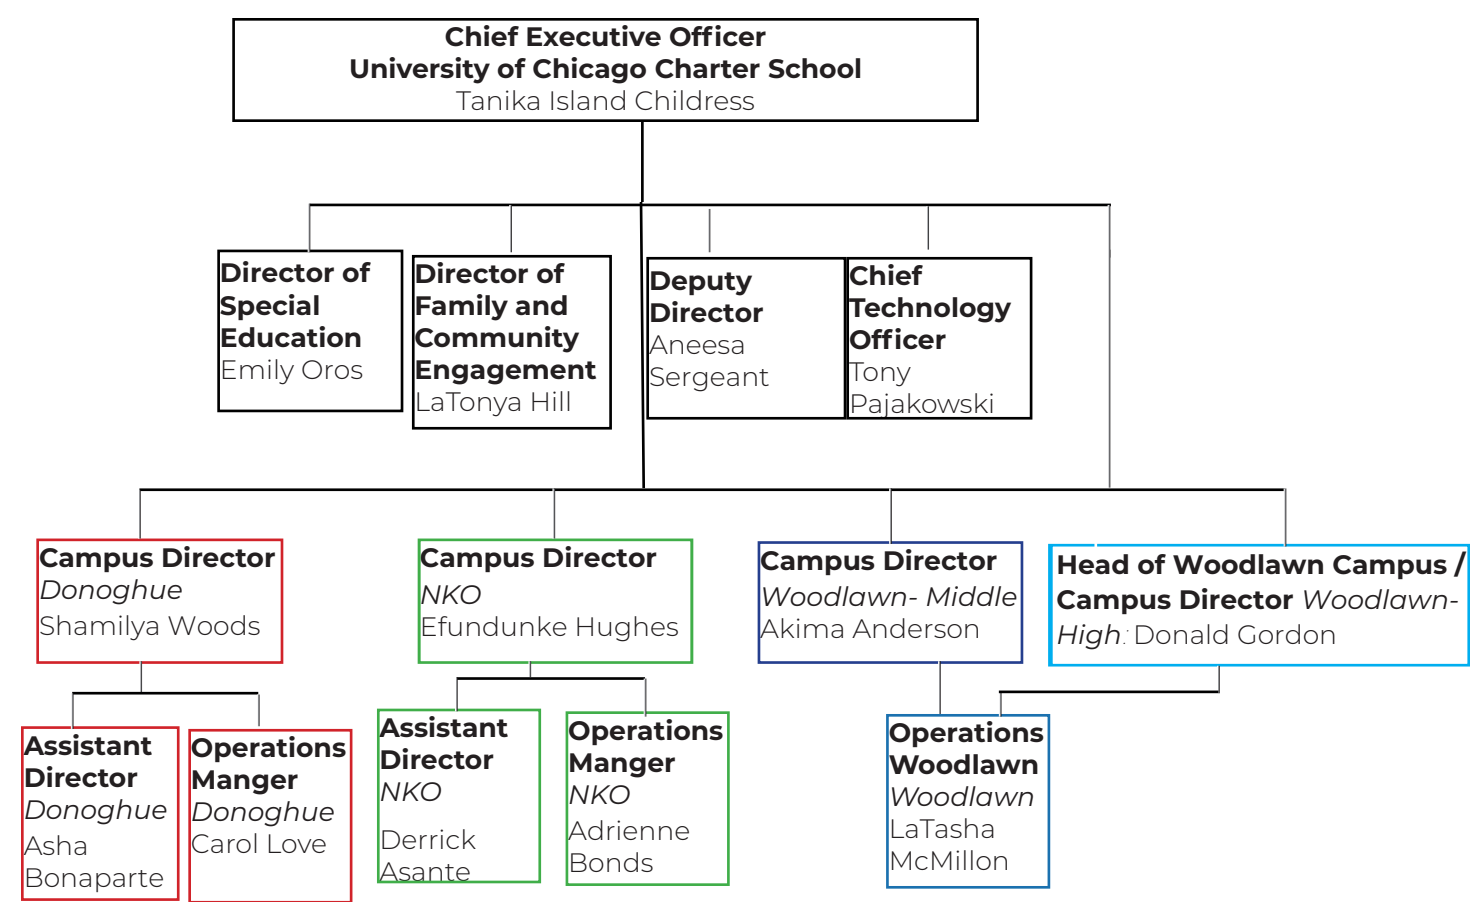 Chief Executive Officer
University of Chicago Charter School
Tanika Island Childress
Director of
Special
Education
Emily Oros
Director of
Family and
Community
Engagement
LaTonya Hill
Deputy
Director
Aneesa
Sergeant
Chief
Technology
Officer
Tony
Pajakowski
Campus Director
Donoghue
Shamilya Woods
Campus Director
NKO
Efundunke Hughes
Campus Director
Woodlawn- Middle
Akima Anderson
Head of Woodlawn Campus /
Campus Director Woodlawn-
High: Donald Gordon
Assistant
Director
Donoghue
Asha
Bonaparte
Operations
Manger
Donoghue
Carol Love
Assistant
Director
NKO
Derrick
Asante
Operations
Manger
NKO
Adrienne
Bonds
Operations
Woodlawn
Woodlawn
LaTasha
McMillon